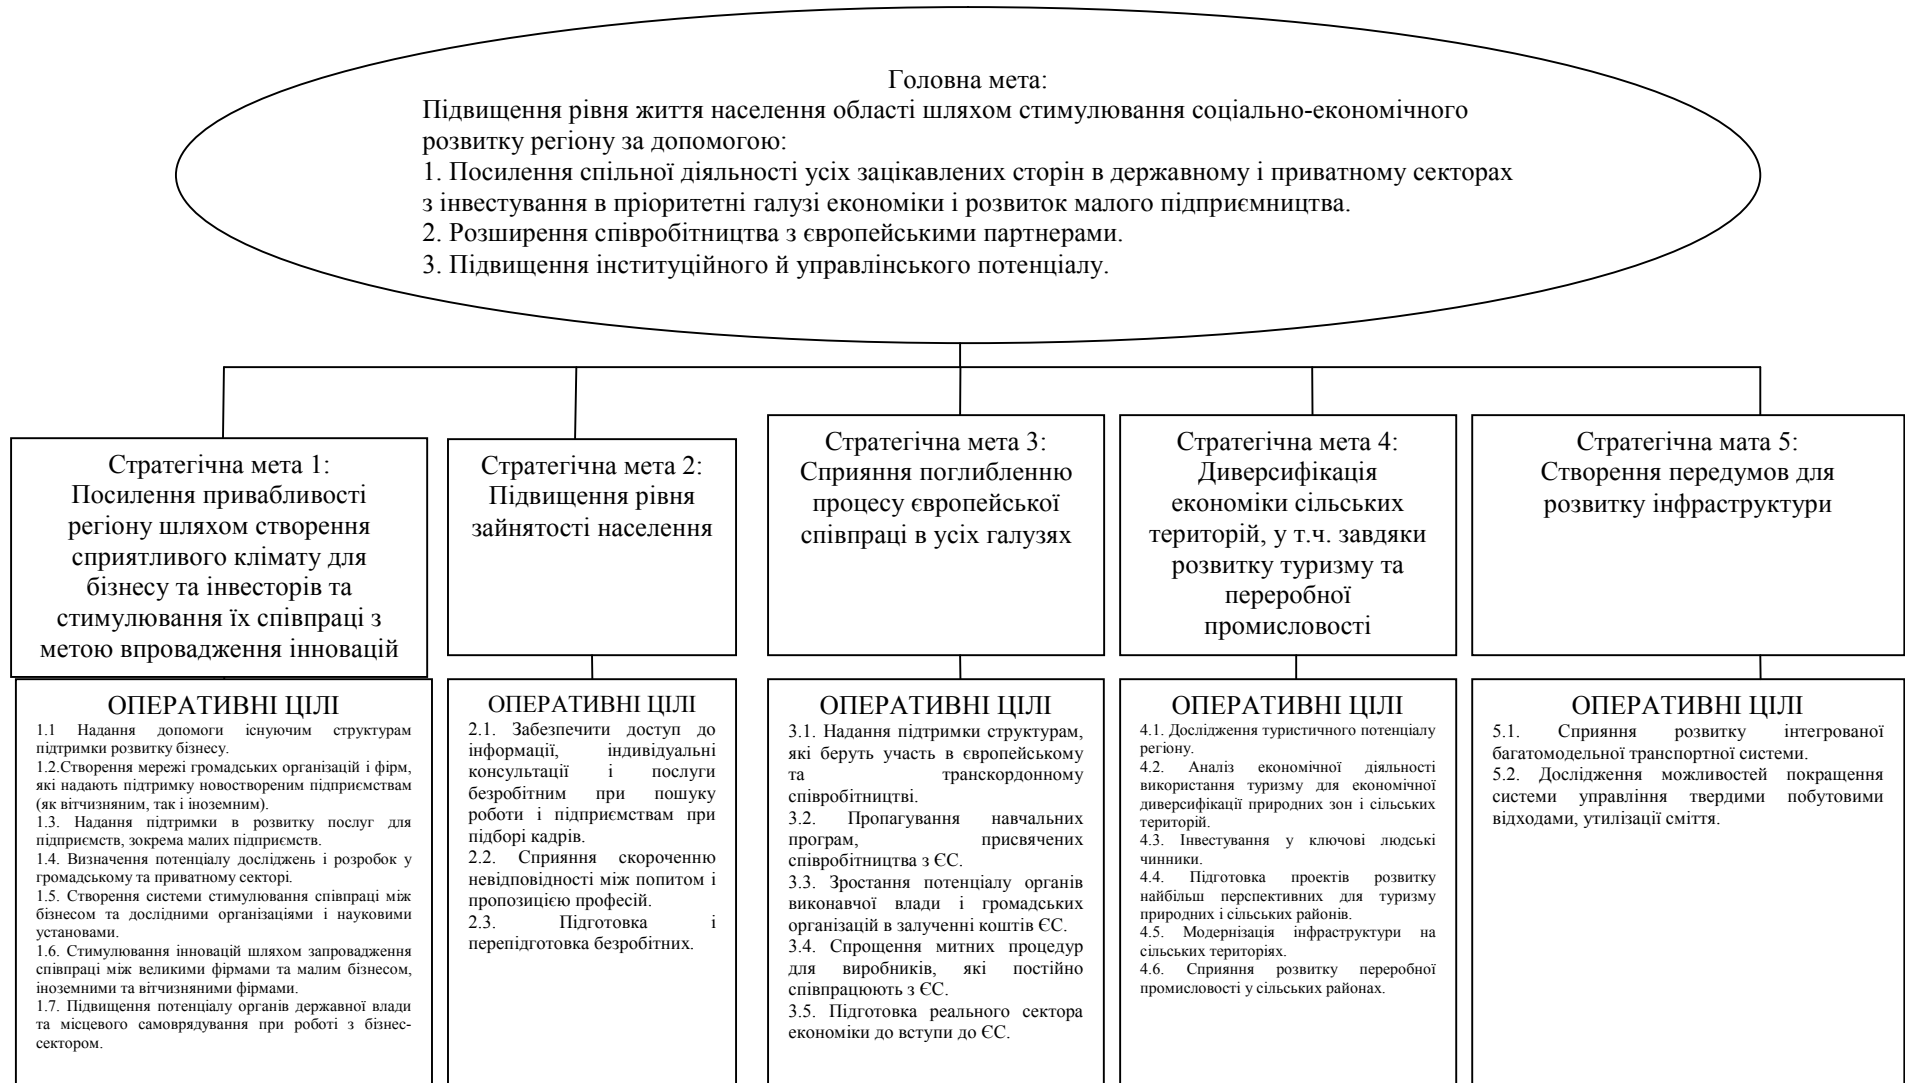 Головна мета:
Підвищення рівня життя населення області шляхом стимулювання соціально-економічного
розвитку регіону за допомогою:
1. Посилення спільної діяльності усіх зацікавлених сторін в державному і приватному секторах
з інвестування в пріоритетні галузі економіки і розвиток малого підприємництва.
2. Розширення співробітництва з європейськими партнерами.
3. Підвищення інституційного й управлінського потенціалу.
Стратегічна мета 1:
Посилення привабливості
регіону шляхом створення
сприятливого клімату для
бізнесу та інвесторів та
стимулювання їх співпраці з
метою впровадження інновацій
Стратегічна мета 2:
Підвищення рівня
зайнятості населення
Стратегічна мета 3:
Сприяння поглибленню
процесу європейської
співпраці в усіх галузях
Стратегічна мета 4:
Диверсифікація
економіки сільських
територій, у т.ч. завдяки
розвитку туризму та
переробної
промисловості
Стратегічна мата 5:
Створення передумов для
розвитку інфраструктури
ОПЕРАТИВНІ ЦІЛІ
1.1 Надання допомоги існуючим структурам
підтримки розвитку бізнесу.
1.2.Створення мережі громадських організацій і фірм,
які надають підтримку новоствореним підприємствам
(як вітчизняним, так і іноземним).
1.3. Надання підтримки в розвитку послуг для
підприємств, зокрема малих підприємств.
1.4. Визначення потенціалу досліджень і розробок у
громадському та приватному секторі.
1.5. Створення системи стимулювання співпраці між
бізнесом та дослідними організаціями і науковими
установами.
1.6. Стимулювання інновацій шляхом запровадження
співпраці між великими фірмами та малим бізнесом,
іноземними та вітчизняними фірмами.
1.7. Підвищення потенціалу органів державної влади
та місцевого самоврядування при роботі з бізнес-
сектором.
ОПЕРАТИВНІ ЦІЛІ
2.1. Забезпечити доступ до
інформації, індивідуальні
консультації і послуги
безробітним при пошуку
роботи і підприємствам при
підборі кадрів.
2.2. Сприяння скороченню
невідповідності між попитом і
пропозицією професій.
2.3. Підготовка і
перепідготовка безробітних.
ОПЕРАТИВНІ ЦІЛІ
3.1. Надання підтримки структурам,
які беруть участь в європейському
та транскордонному
співробітництві.
3.2. Пропагування навчальних
програм, присвячених
співробітництва з ЄС.
3.3. Зростання потенціалу органів
виконавчої влади і громадських
організацій в залученні коштів ЄС.
3.4. Спрощення митних процедур
для виробників, які постійно
співпрацюють з ЄС.
3.5. Підготовка реального сектора
економіки до вступи до ЄС.
ОПЕРАТИВНІ ЦІЛІ
4.1. Дослідження туристичного потенціалу
регіону.
4.2. Аналіз економічної діяльності
використання туризму для економічної
диверсифікації природних зон і сільських
територій.
4.3. Інвестування у ключові людські
чинники.
4.4. Підготовка проектів розвитку
найбільш перспективних для туризму
природних і сільських районів.
4.5. Модернізація інфраструктури на
сільських територіях.
4.6. Сприяння розвитку переробної
промисловості у сільських районах.
ОПЕРАТИВНІ ЦІЛІ
5.1. Сприяння розвитку інтегрованої
багатомодельної транспортної системи.
5.2. Дослідження можливостей покращення
системи управління твердими побутовими
відходами, утилізації сміття.